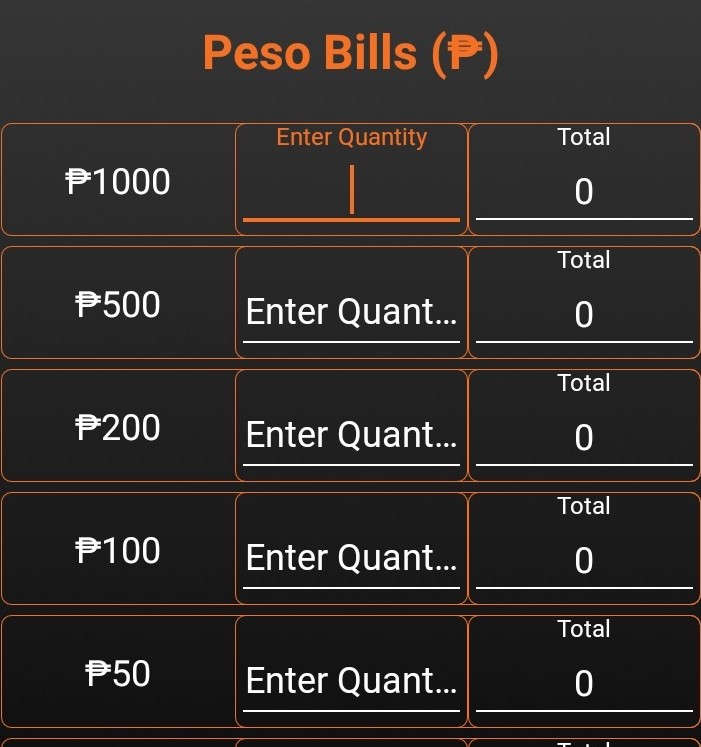 Peso Bills (₱)
₱1000
Enter Quantity
Total
0
₱500
Enter Quant...
Total
0
₱200
Enter Quant...
Total
0
₱100
Enter Quant...
Total
0
₱50
Enter Quant...
Total
0
Total